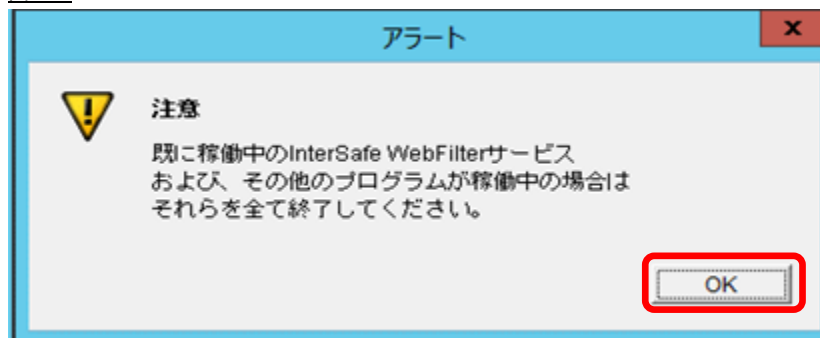 アラート
注意
既に稼働中のInterSafe WebFilterサービス
および、その他のプログラムが稼働中の場合は
それらを全て終了してください。
OK